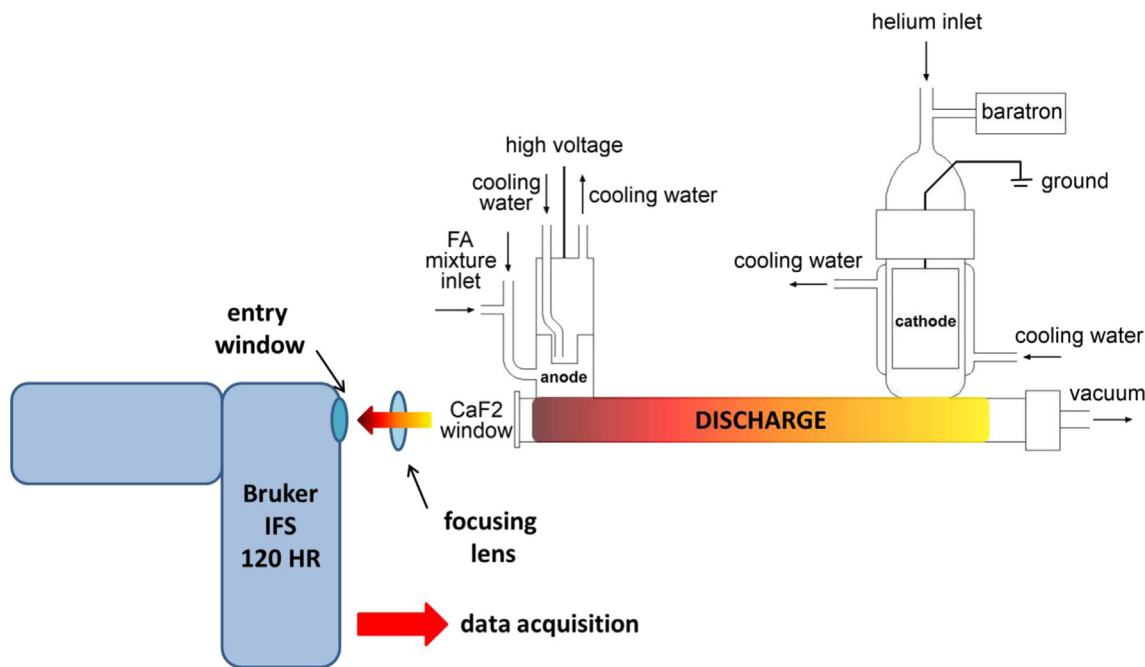 helium inlet
baratron
high voltage
ground
cooling
water
cooling water
FA
mixture
inlet
cooling water
cathode
cooling water
entry
window
anode
vacuum
CaF2
window
DISCHARGE
Bruker
IFS
120 HR
focusing
lens
data acquisition